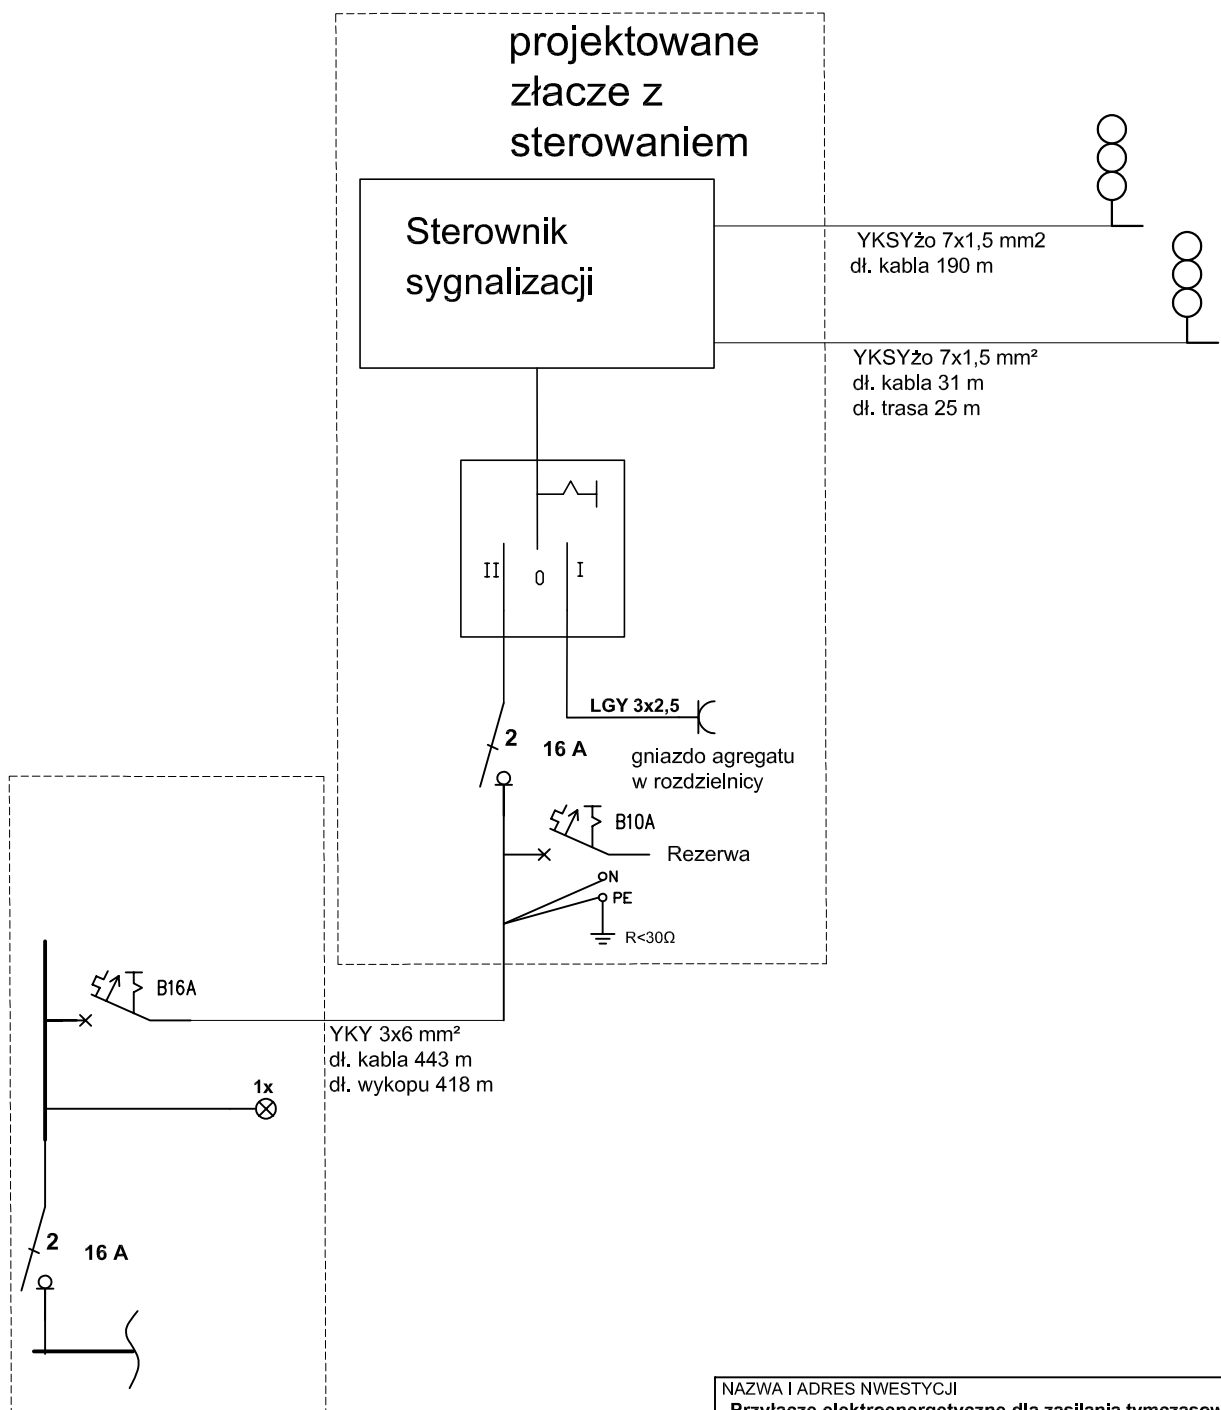 projektowane
złacze z
sterowaniem
Sterownik
sygnalizacji
YKSYżo 7x1,5 mm2
dł. kabla 190 m
YKSYżo 7x1,5 mm²
dł. kabla 31 m
dł. trasa 25 m
II
0
I
LGY 3x2,5
2
16 A
gniazdo agregatu
w rozdzielnicy
B10A
Rezerwa
N
PE
R<30Ω
B16A
YKY 3x6 mm²
dł. kabla 443 m
dł. wykopu 418 m
1x
2
16 A
NAZWA I ADRES NWESTYCJI